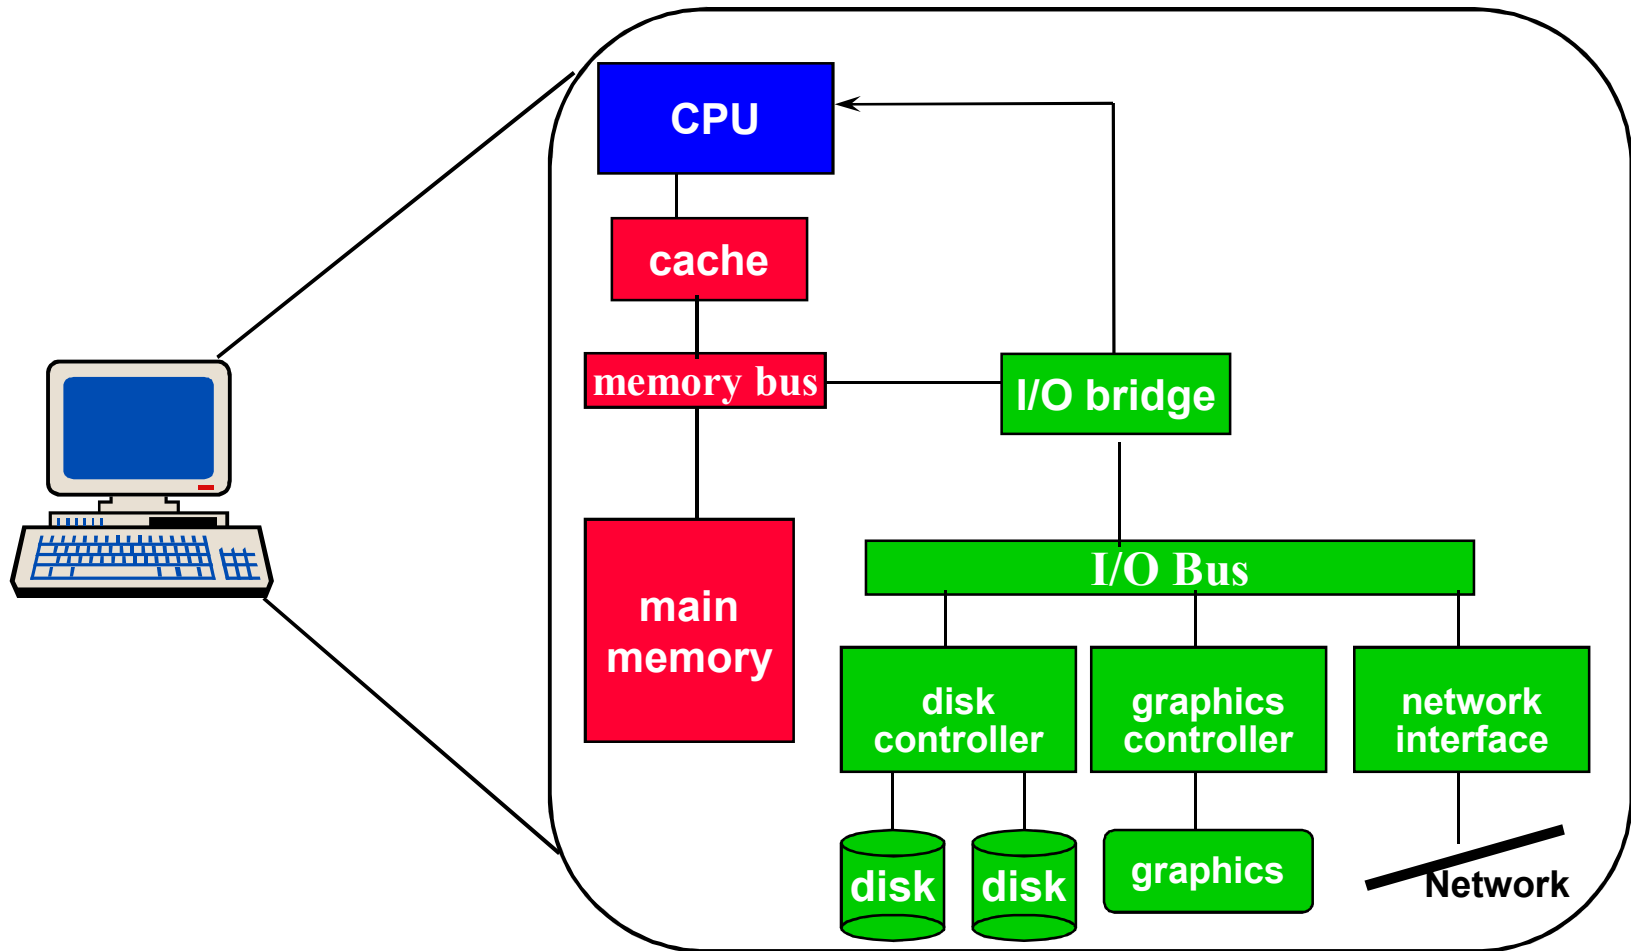 CPU
cache
memory bus
I/O bridge
I/O Bus
main
memory
disk
controller
graphics
controller
network
interface
disk
disk
graphics
Network